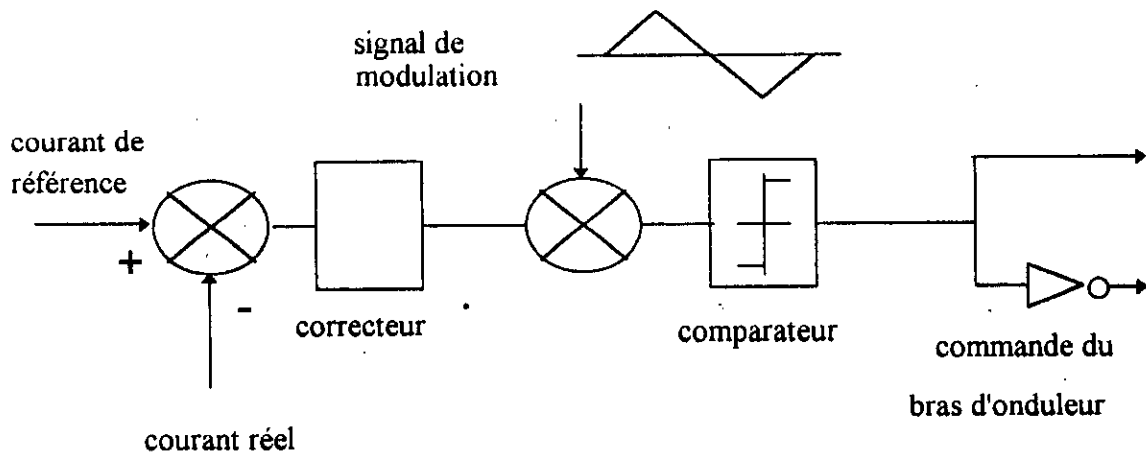 signal de
modulation
courant de
référence
+
-
correcteur
comparateur
commande du
bras d'onduleur
courant réel